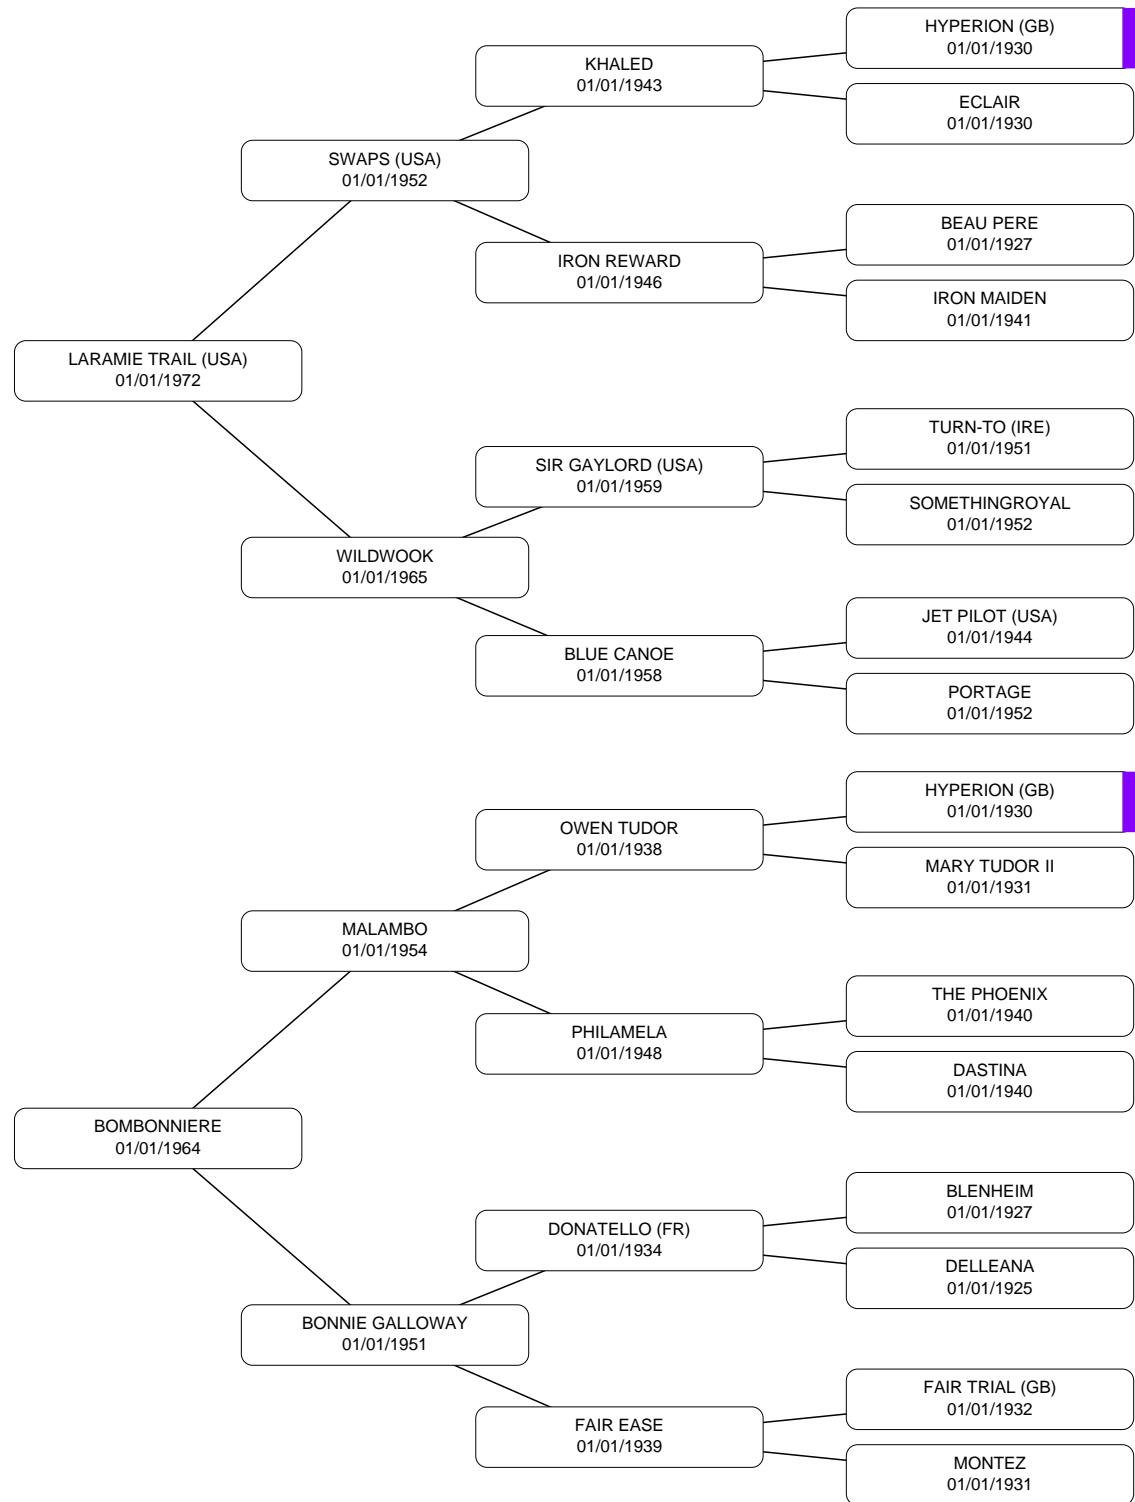 HYPERION (GB)
01/01/1930
KHALED
01/01/1943
ECLAIR
01/01/1930
SWAPS (USA)
01/01/1952
BEAU PERE
01/01/1927
IRON REWARD
01/01/1946
IRON MAIDEN
01/01/1941
LARAMIE TRAIL (USA)
01/01/1972
TURN-TO (IRE)
01/01/1951
SIR GAYLORD (USA)
01/01/1959
SOMETHINGROYAL
01/01/1952
WILDWOOK
01/01/1965
JET PILOT (USA)
01/01/1944
BLUE CANOE
01/01/1958
PORTAGE
01/01/1952
HYPERION (GB)
01/01/1930
OWEN TUDOR
01/01/1938
MARY TUDOR II
01/01/1931
MALAMBO
01/01/1954
THE PHOENIX
01/01/1940
PHILAMELA
01/01/1948
DASTINA
01/01/1940
BOMBONNIERE
01/01/1964
BLENHEIM
01/01/1927
DONATELLO (FR)
01/01/1934
DELLEANA
01/01/1925
BONNIE GALLOWAY
01/01/1951
FAIR TRIAL (GB)
01/01/1932
FAIR EASE
01/01/1939
MONTEZ
01/01/1931